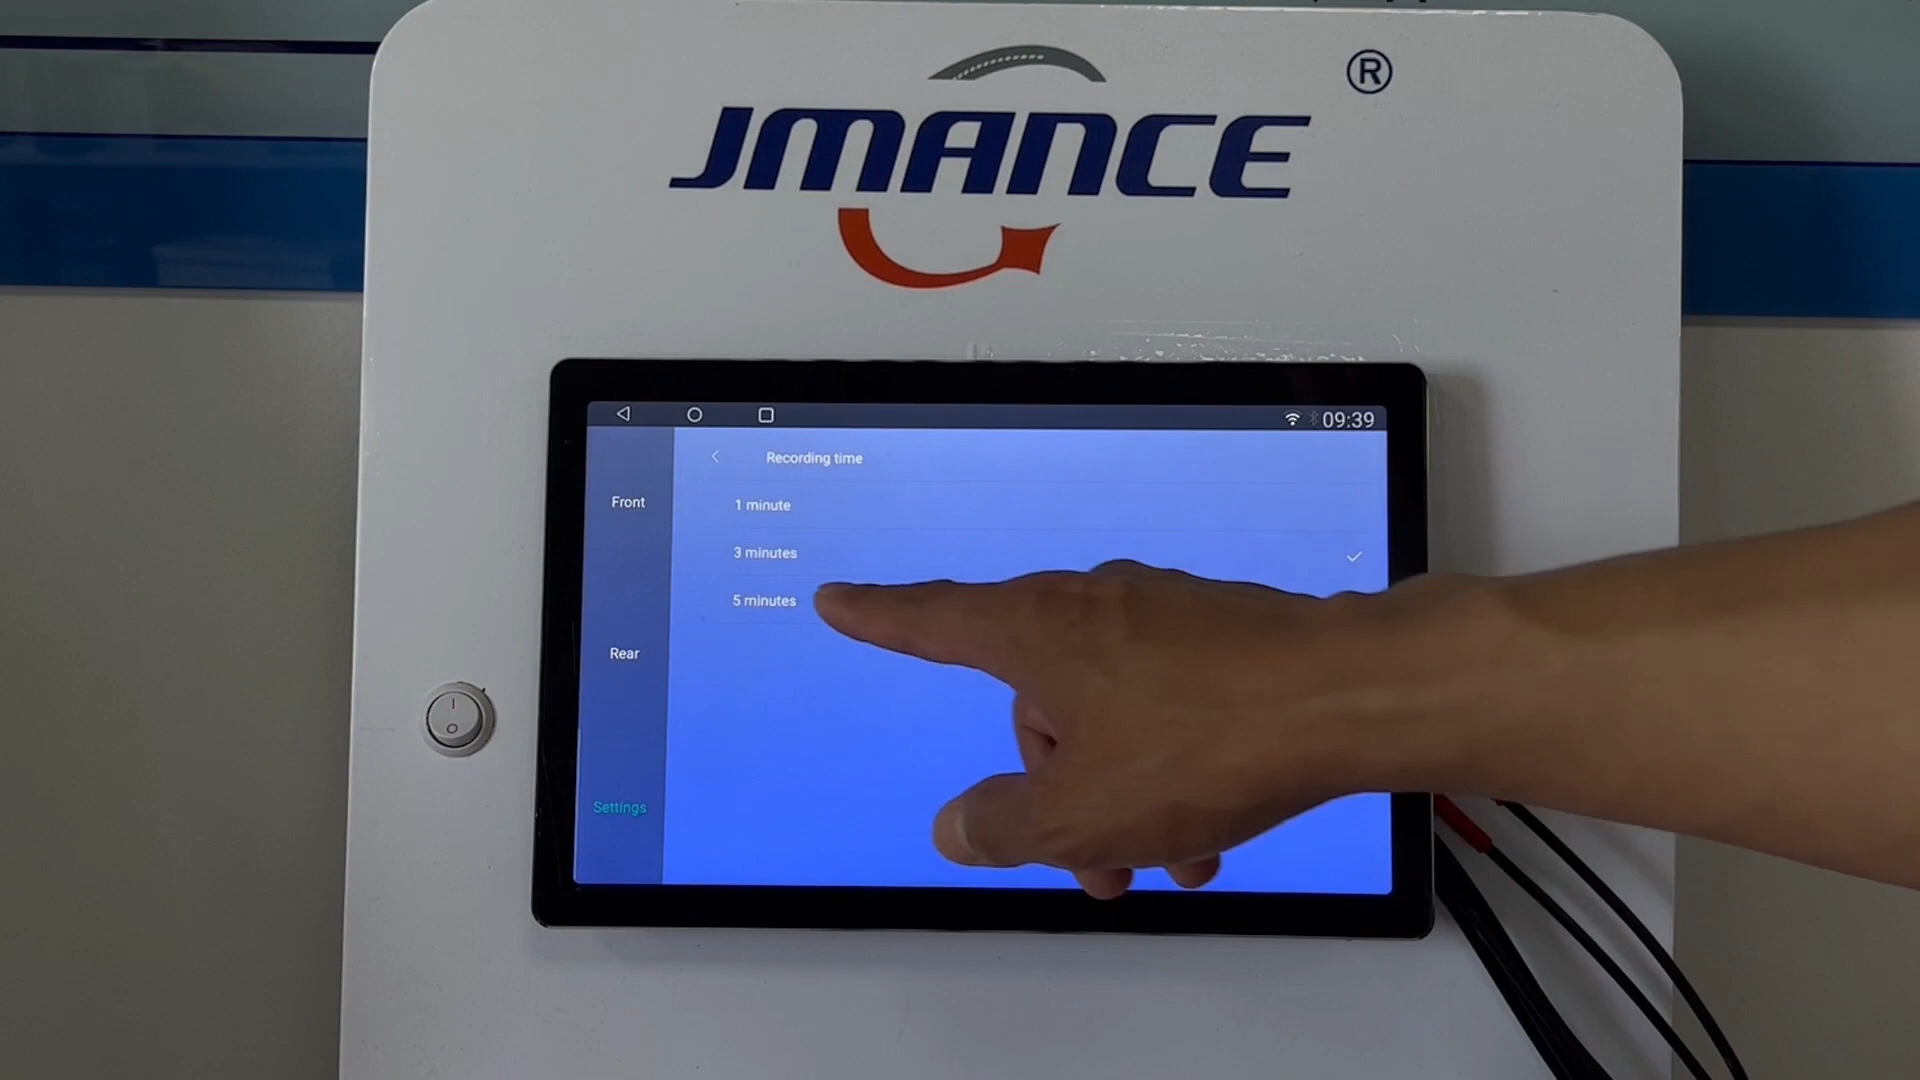 ®
JMANCE
09:39
Recording time
Front
1 minute
3 minutes
5 minutes
Rear
Settings